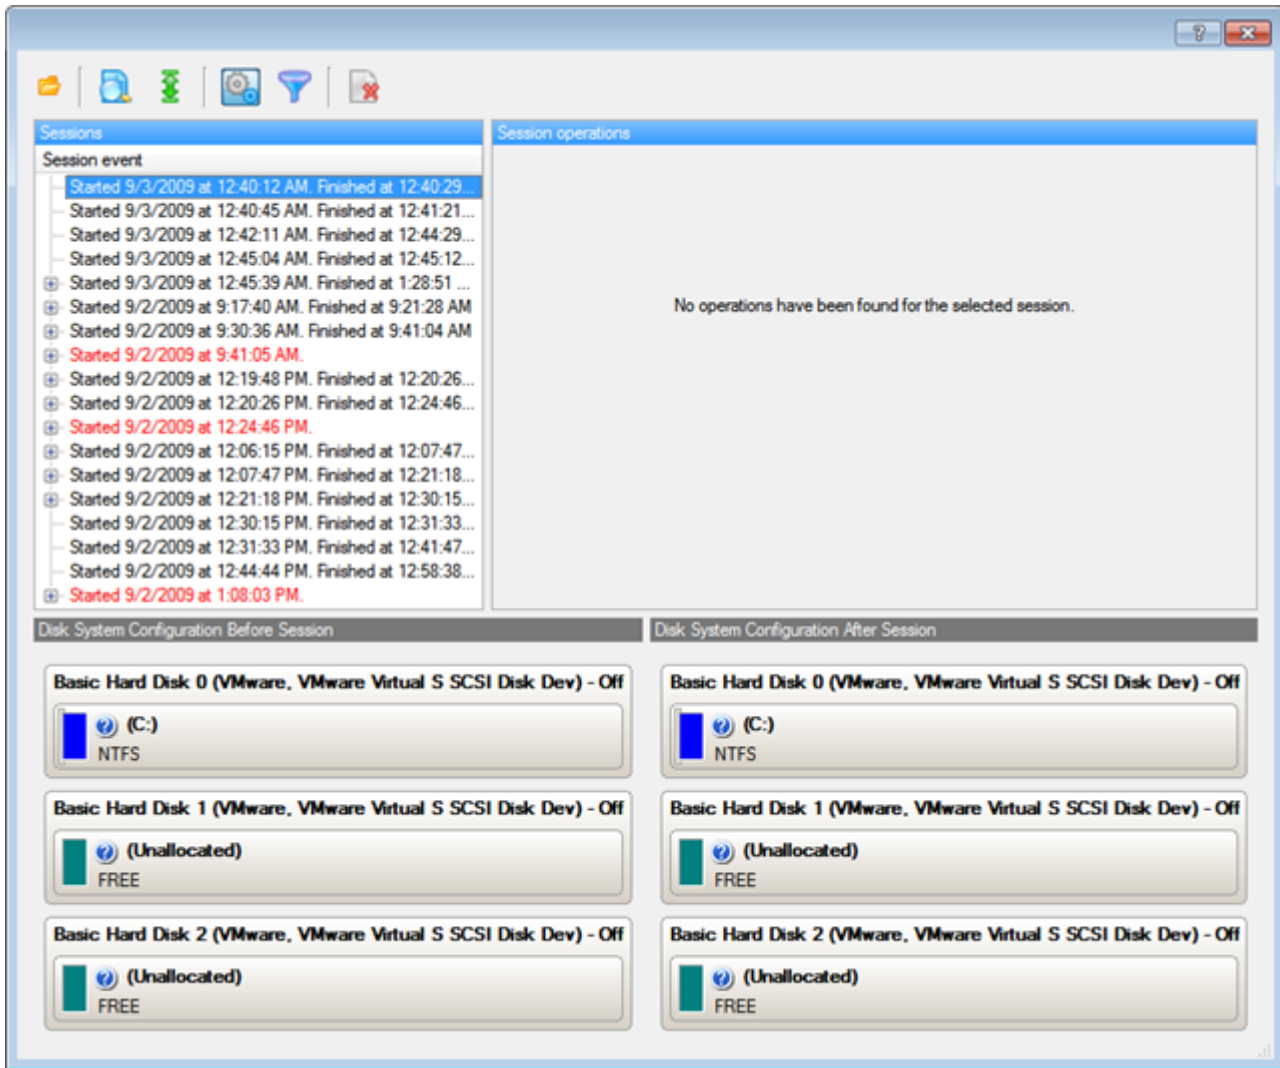 Sessions
Session operations
Session event
Started 9/3/2009 at 12:40:12 AM. Finished at 12:40:29...
Started 9/3/2009 at 12:40:45 AM. Finished at 12:41:21...
Started 9/3/2009 at 12:42:11 AM. Finished at 12:44:29...
Started 9/3/2009 at 12:45:04 AM. Finished at 12:45:12...
Started 9/3/2009 at 12:45:39 AM. Finished at 1:28:51 ...
Started 9/2/2009 at 9:17:40 AM. Finished at 9:21:28 AM
Started 9/2/2009 at 9:30:36 AM. Finished at 9:41:04 AM
Started 9/2/2009 at 9:41:05 AM.
Started 9/2/2009 at 12:19:48 PM. Finished at 12:20:26...
Started 9/2/2009 at 12:20:26 PM. Finished at 12:24:46...
Started 9/2/2009 at 12:24:46 PM.
Started 9/2/2009 at 12:06:15 PM. Finished at 12:07:47...
Started 9/2/2009 at 12:07:47 PM. Finished at 12:21:18...
Started 9/2/2009 at 12:21:18 PM. Finished at 12:30:15...
Started 9/2/2009 at 12:30:15 PM. Finished at 12:31:33...
Started 9/2/2009 at 12:31:33 PM. Finished at 12:41:47...
Started 9/2/2009 at 12:44:44 PM. Finished at 12:58:38...
Started 9/2/2009 at 1:08:03 PM.
No operations have been found for the selected session.
Disk System Configuration Before Session
Basic Hard Disk 0 (VMware, VMware Virtual S SCSI Disk Dev) - Off
(C:)
NTFS
Basic Hard Disk 1 (VMware, VMware Virtual S SCSI Disk Dev) - Off
(Unallocated)
FREE
Basic Hard Disk 2 (VMware, VMware Virtual S SCSI Disk Dev) - Off
(Unallocated)
FREE
Disk System Configuration After Session
Basic Hard Disk 0 (VMware, VMware Virtual S SCSI Disk Dev) - Off
(C:)
NTFS
Basic Hard Disk 1 (VMware, VMware Virtual S SCSI Disk Dev) - Off
(Unallocated)
FREE
Basic Hard Disk 2 (VMware, VMware Virtual S SCSI Disk Dev) - Off
(Unallocated)
FREE